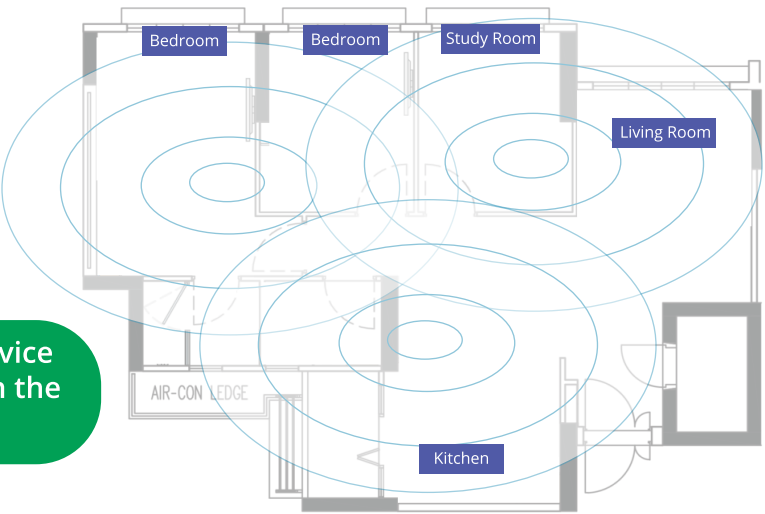 Bedroom
Bedroom
Study Room
Living Room
vice
the
AIR-CON LEDGE
Kitchen